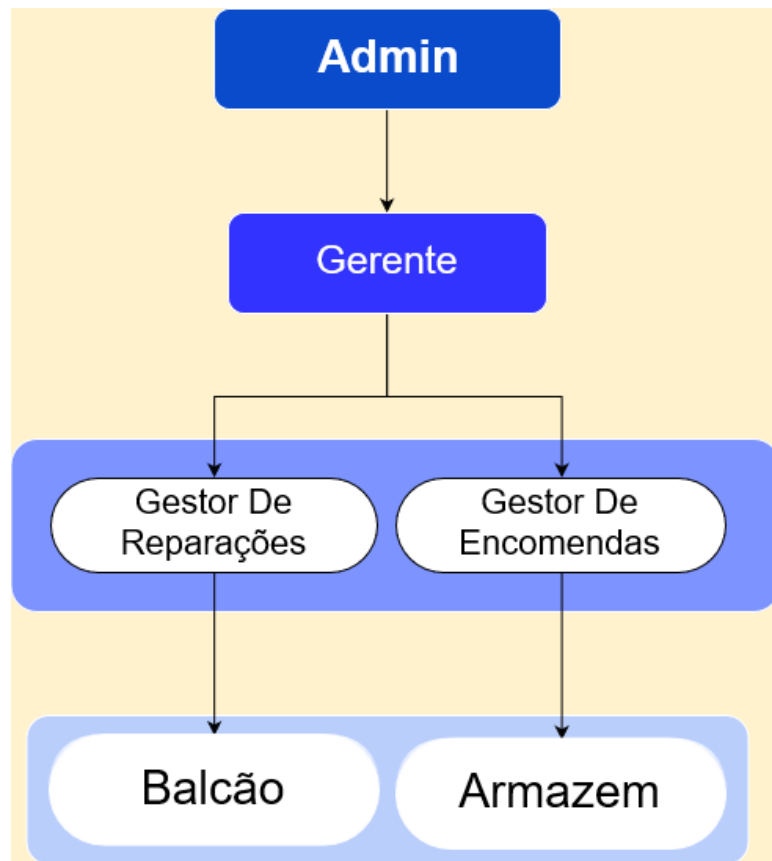 Admin
Gerente
Gestor De
Reparações
Gestor De
Encomendas
Balcão
Armazem